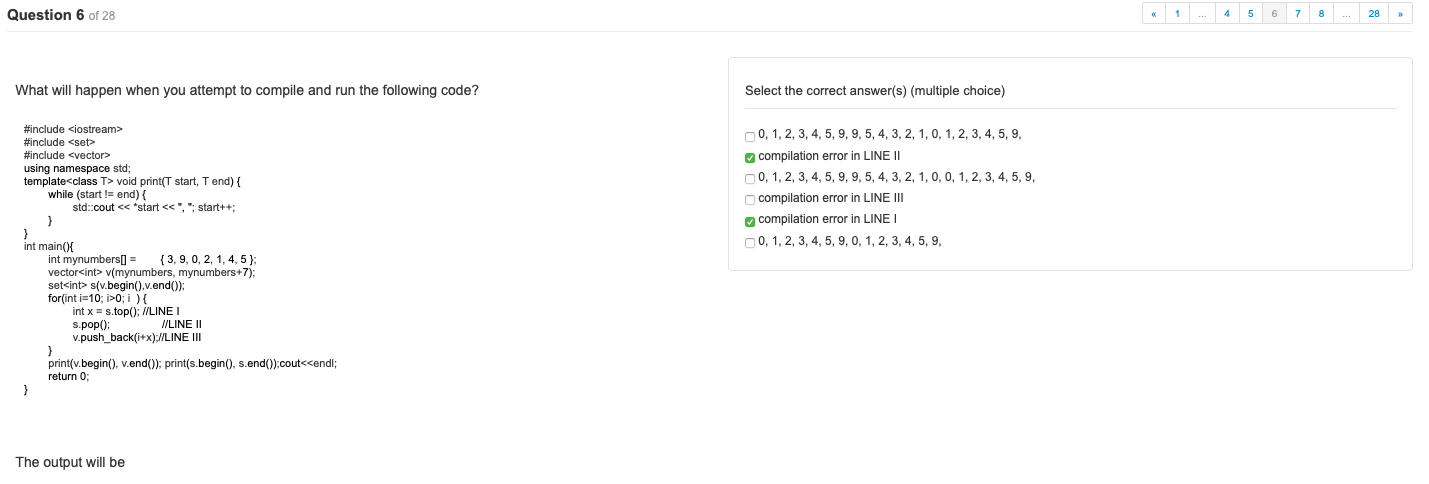 Question 6 of 28
« 1 ... 4 5 6 7 8 ... 28 »
What will happen when you attempt to compile and run the following code?
#include <iostream>
#include <set>
#include <vector>
using namespace std;
template<class T> void print(T start, T end) {
while (start != end) {
std::cout << *start << ", "; start++;
}
}
int main(){
int mynumbers[] = { 3, 9, 0, 2, 1, 4, 5 };
vector<int> v(mynumbers, mynumbers+7);
set<int> s(v.begin(),v.end());
for(int i=10; i>0; i ) {
int x = s.top(); //LINE I
s.pop(); //LINE II
v.push_back(i+x);//LINE III
}
print(v.begin(), v.end()); print(s.begin(), s.end());cout<<endl;
return 0;
}
The output will be
Select the correct answer(s) (multiple choice)
0, 1, 2, 3, 4, 5, 9, 9, 5, 4, 3, 2, 1, 0, 1, 2, 3, 4, 5, 9,
compilation error in LINE II
0, 1, 2, 3, 4, 5, 9, 9, 5, 4, 3, 2, 1, 0, 0, 1, 2, 3, 4, 5, 9,
compilation error in LINE III
compilation error in LINE I
0, 1, 2, 3, 4, 5, 9, 0, 1, 2, 3, 4, 5, 9,